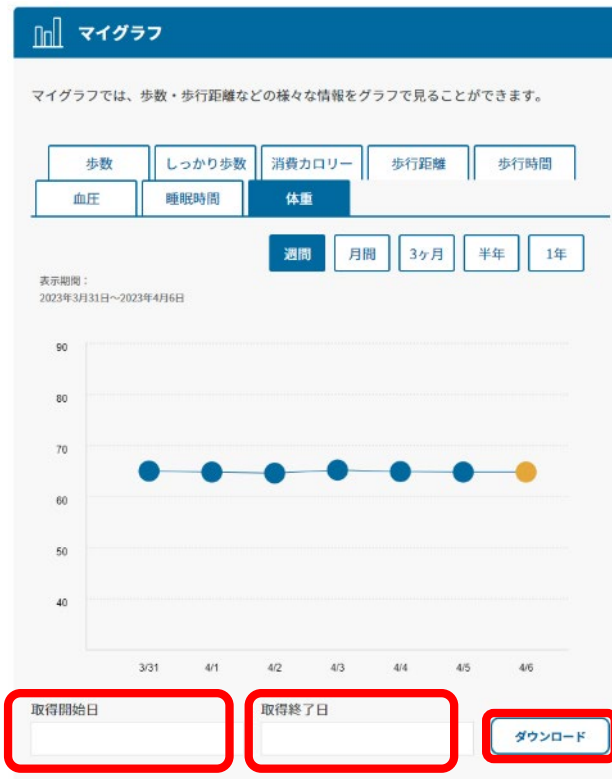 マイグラフ
マイグラフでは、歩数・歩行距離などの様々な情報をグラフで見ることができます。
歩数 しっかり歩数 消費カロリー 歩行距離 歩行時間
血圧 睡眠時間 体重
週間 月間 3ヶ月 半年 1年
表示期間：
2023年3月31日～2023年4月6日
90
80
70
60
50
40
3/31 4/1 4/2 4/3 4/4 4/5 4/6
取得開始日 取得終了日
ダウンロード